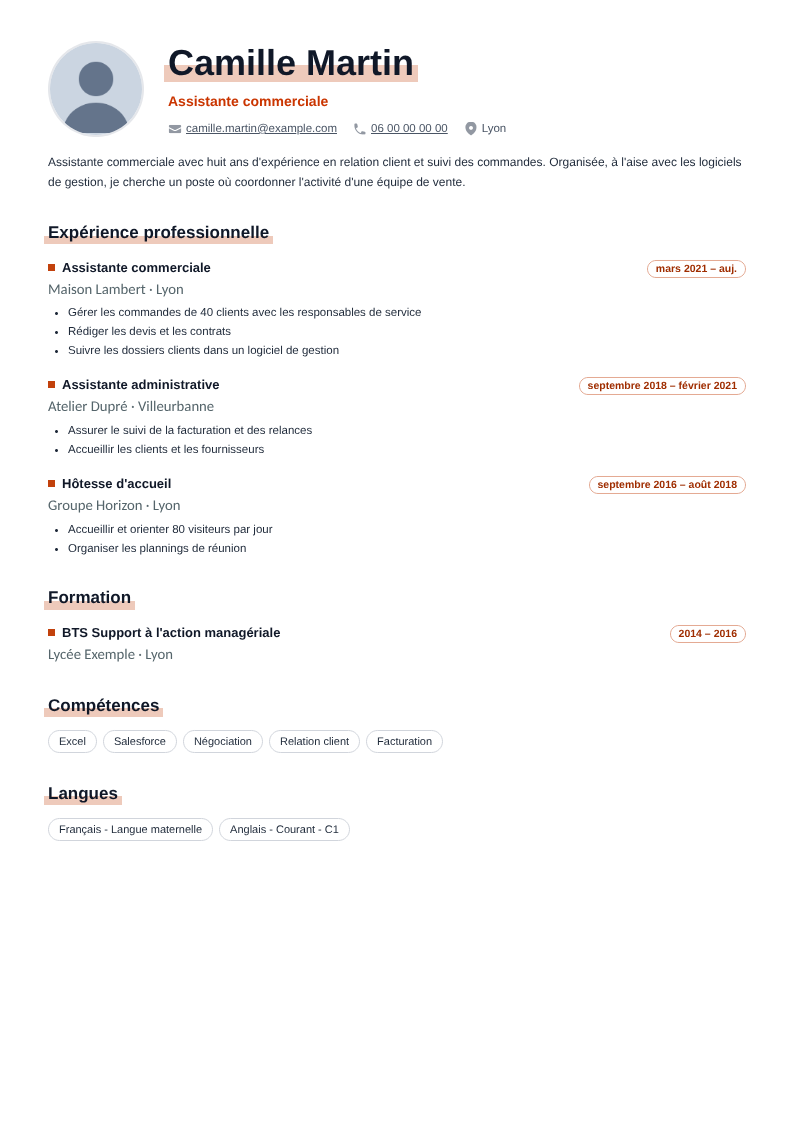 Camille Martin
Assistante commerciale
camille.martin@example.com 06 00 00 00 00 Lyon
Assistante commerciale avec huit ans d'expérience en relation client et suivi des commandes. Organisée, à l'aise avec les logiciels
de gestion, je cherche un poste où coordonner l'activité d'une équipe de vente.
Expérience professionnelle
Assistante commerciale mars 2021 – auj.
Maison Lambert · Lyon
• Gérer les commandes de 40 clients avec les responsables de service
• Rédiger les devis et les contrats
• Suivre les dossiers clients dans un logiciel de gestion
Assistante administrative septembre 2018 – février 2021
Atelier Dupré · Villeurbanne
• Assurer le suivi de la facturation et des relances
• Accueillir les clients et les fournisseurs
Hôtesse d'accueil septembre 2016 – août 2018
Groupe Horizon · Lyon
• Accueillir et orienter 80 visiteurs par jour
• Organiser les plannings de réunion
Formation
BTS Support à l'action managériale 2014 – 2016
Lycée Exemple · Lyon
Compétences
Excel Salesforce Négociation Relation client Facturation
Langues
Français - Langue maternelle Anglais - Courant - C1